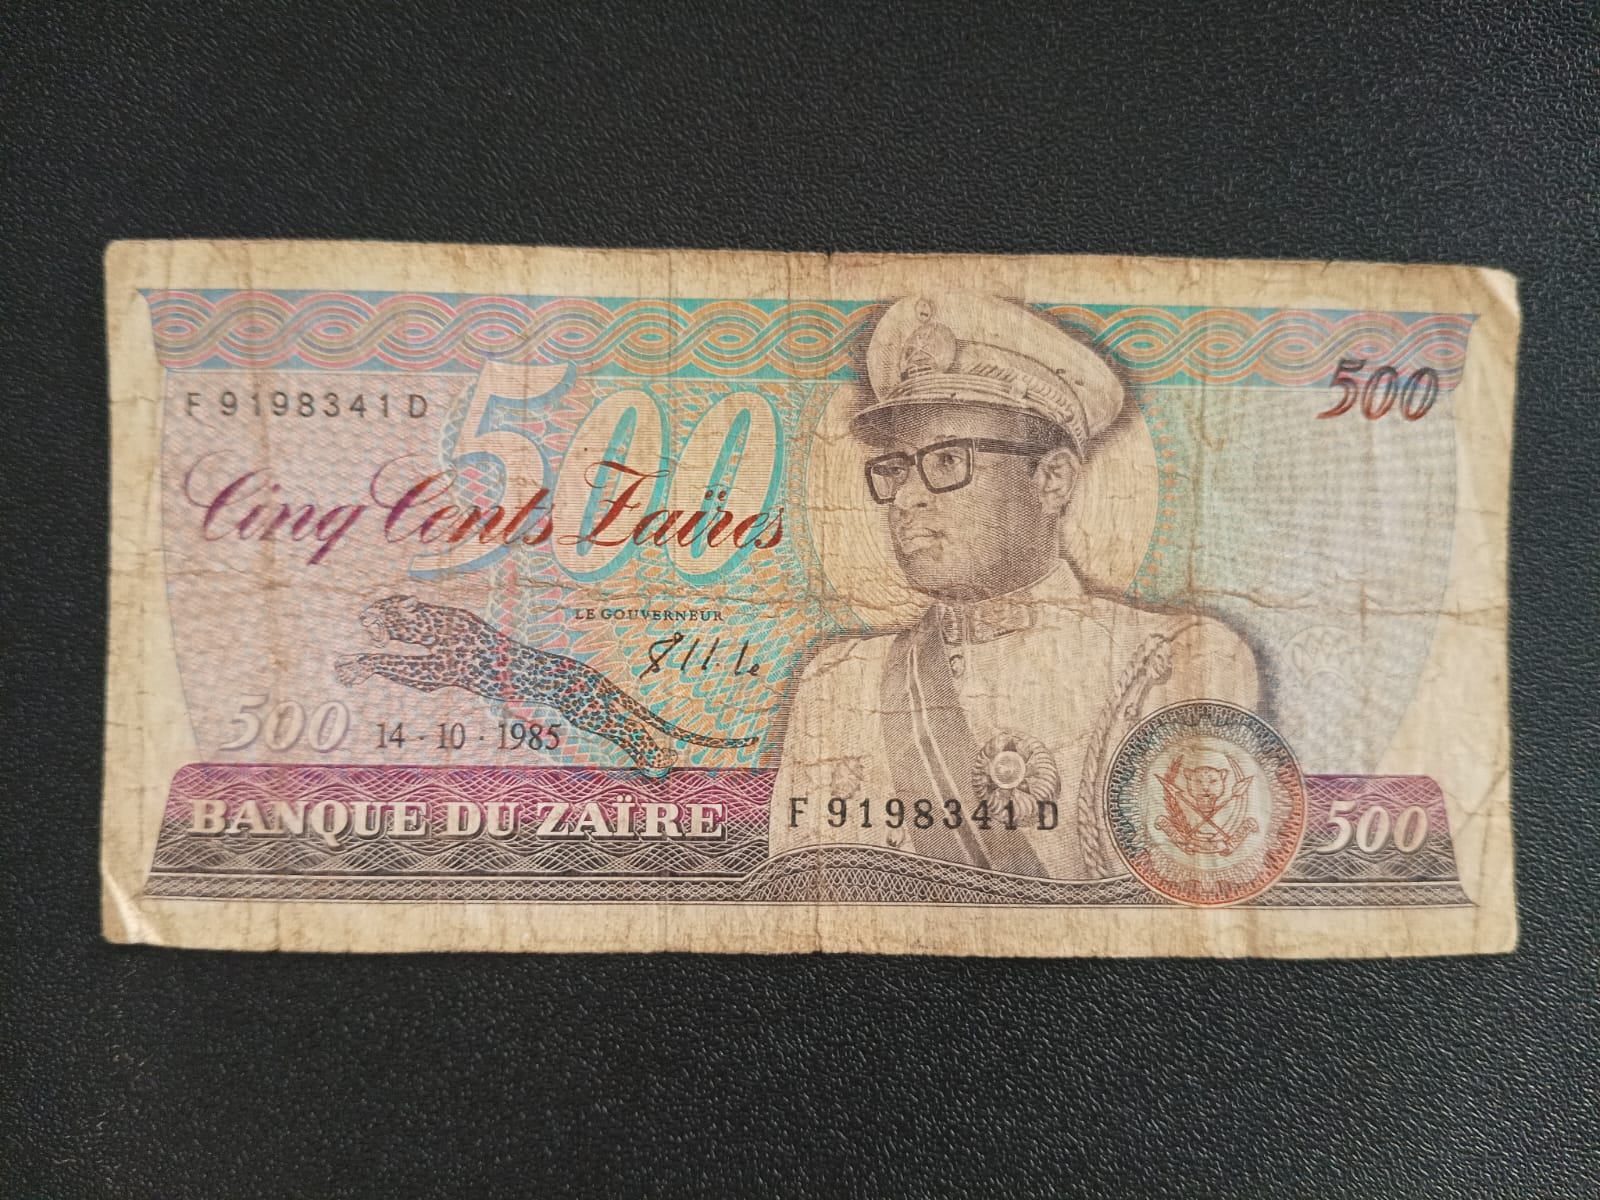 500
F 9198341 D
500
Cinq Cents Zaïres
LE GOUVERNEUR
500
14 - 10 - 1985
BANQUE DU ZAÏRE
F 9198341 D
500